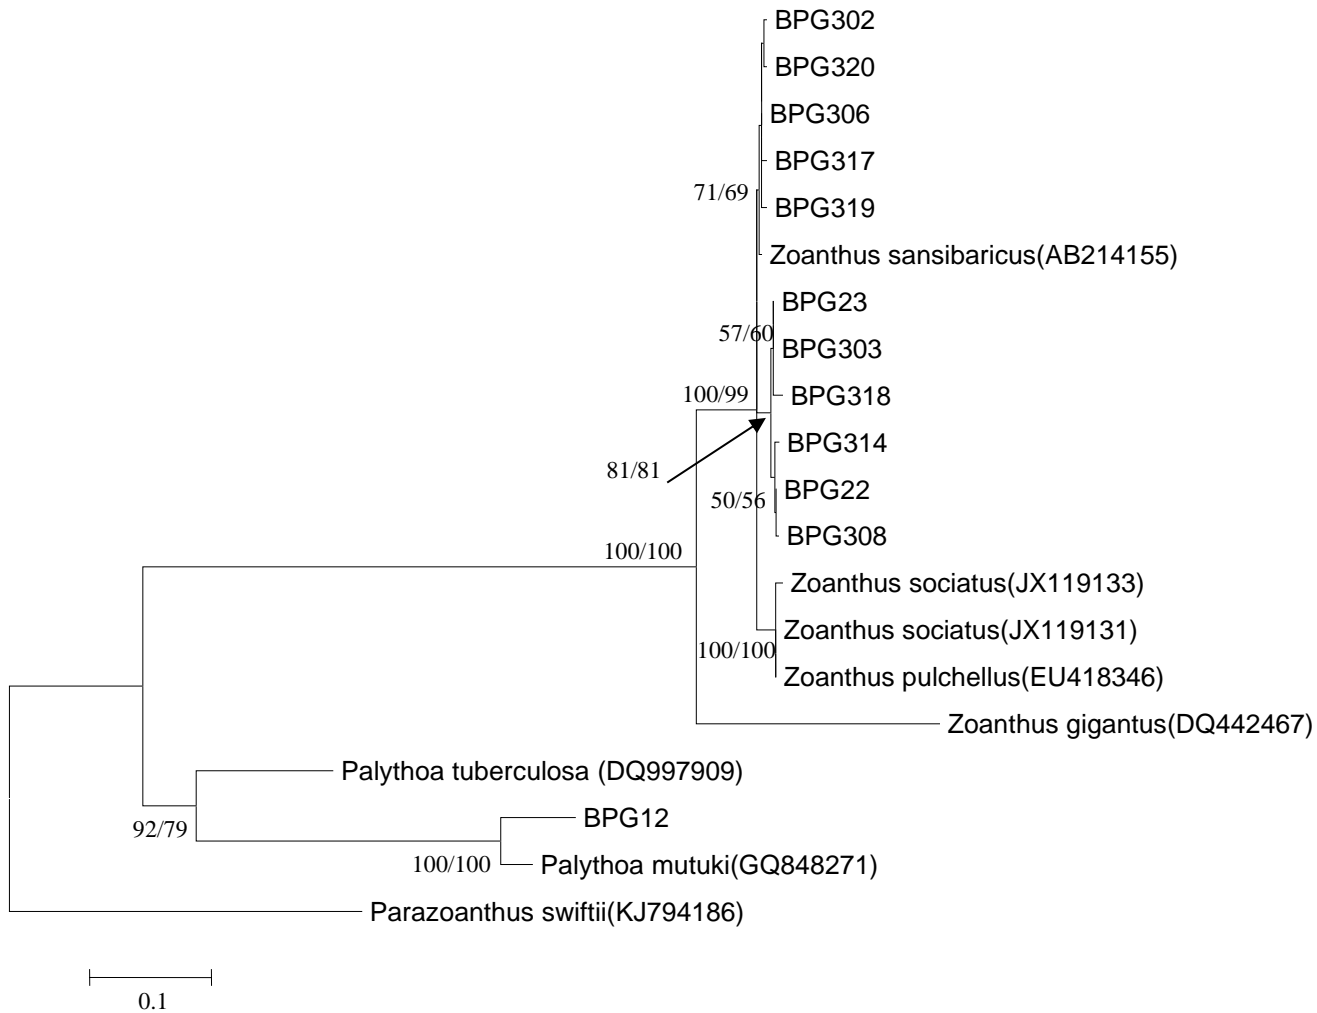 BPG302
BPG320
BPG306
BPG317
71/69
BPG319
Zoanthus sansibaricus(AB214155)
BPG23
57/60
BPG303
100/99
BPG318
BPG314
81/81
BPG22
50/56
BPG308
100/100
Zoanthus sociatus(JX119133)
Zoanthus sociatus(JX119131)
100/100
Zoanthus pulchellus(EU418346)
Zoanthus gigantus(DQ442467)
Palythoa tuberculosa (DQ997909)
BPG12
92/79
100/100
Palythoa mutuki(GQ848271)
Parazoanthus swiftii(KJ794186)
0.1